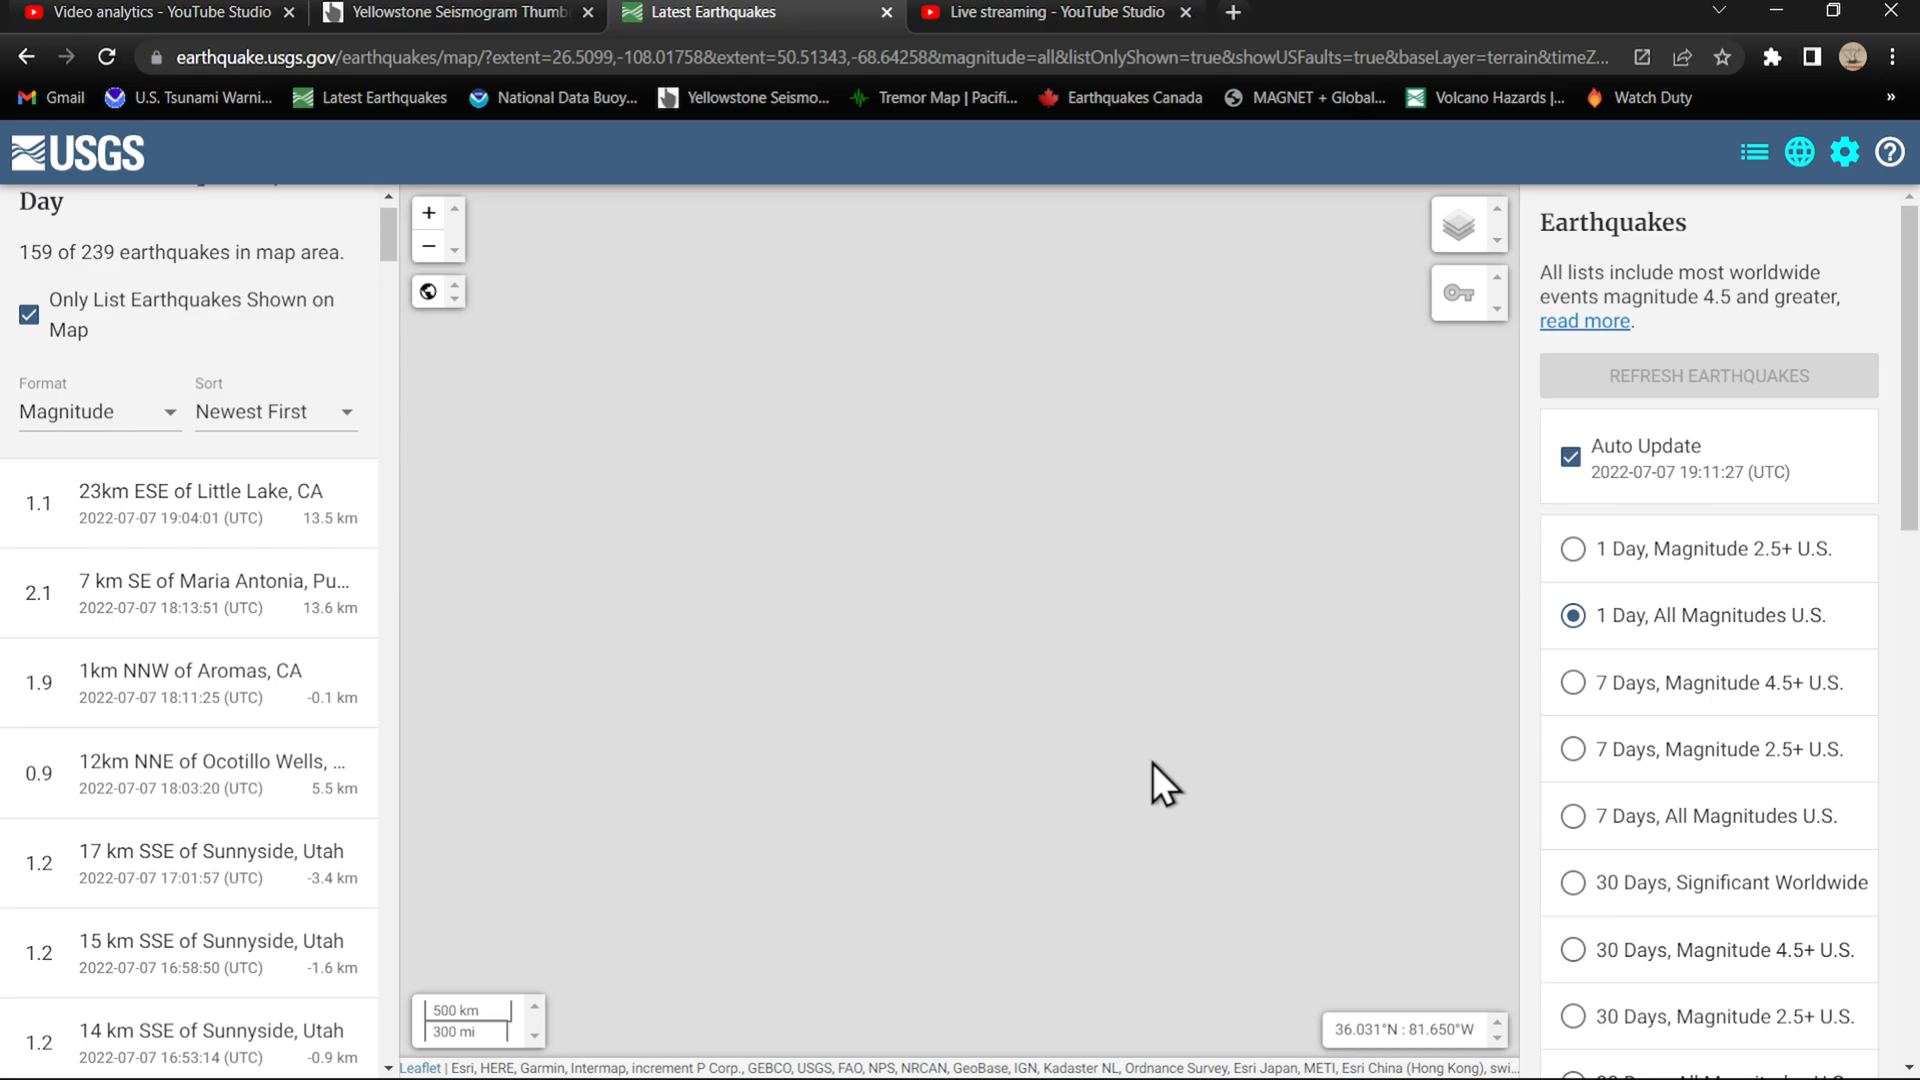 Video analytics - YouTube Studio
Yellowstone Seismogram Thumb
Latest Earthquakes
Live streaming - YouTube Studio
earthquake.usgs.gov/earthquakes/map/?extent=26.5099,-108.01758&extent=50.51343,-68.64258&magnitude=all&listOnlyShown=true&showUSFaults=true&baseLayer=terrain&timeZ...
Gmail
U.S. Tsunami Warni...
Latest Earthquakes
National Data Buoy...
Yellowstone Seismo...
Tremor Map | Pacifi...
Earthquakes Canada
MAGNET + Global...
Volcano Hazards |...
Watch Duty
»
USGS
Day
159 of 239 earthquakes in map area.
Only List Earthquakes Shown on
Map
Format
Magnitude
Sort
Newest First
1.1
23km ESE of Little Lake, CA
2022-07-07 19:04:01 (UTC) 13.5 km
2.1
7 km SE of Maria Antonia, Pu...
2022-07-07 18:13:51 (UTC) 13.6 km
1.9
1km NNW of Aromas, CA
2022-07-07 18:11:25 (UTC) -0.1 km
0.9
12km NNE of Ocotillo Wells, ...
2022-07-07 18:03:20 (UTC) 5.5 km
1.2
17 km SSE of Sunnyside, Utah
2022-07-07 17:01:57 (UTC) -3.4 km
1.2
15 km SSE of Sunnyside, Utah
2022-07-07 16:58:50 (UTC) -1.6 km
1.2
14 km SSE of Sunnyside, Utah
2022-07-07 16:53:14 (UTC) -0.9 km
+
−
500 km
300 mi
36.031°N : 81.650°W
Leaflet | Esri, HERE, Garmin, Intermap, increment P Corp., GEBCO, USGS, FAO, NPS, NRCAN, GeoBase, IGN, Kadaster NL, Ordnance Survey, Esri Japan, METI, Esri China (Hong Kong), swi...
Earthquakes
All lists include most worldwide
events magnitude 4.5 and greater,
read more.
REFRESH EARTHQUAKES
Auto Update
2022-07-07 19:11:27 (UTC)
1 Day, Magnitude 2.5+ U.S.
1 Day, All Magnitudes U.S.
7 Days, Magnitude 4.5+ U.S.
7 Days, Magnitude 2.5+ U.S.
7 Days, All Magnitudes U.S.
30 Days, Significant Worldwide
30 Days, Magnitude 4.5+ U.S.
30 Days, Magnitude 2.5+ U.S.